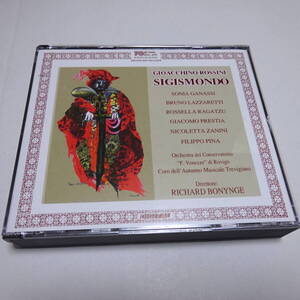 GIOACCHINO ROSSINI
SIGISMONDO
SONIA GANASSI
BRUNO LAZZARETTI
ROSSELLA RAGATZU
GIACOMO PRESTIA
NICOLETTA ZANINI
FILIPPO PINA
Orchestra del Conservatorio
"F. Venezze" di Rovigo
Coro dell'Autunno Musicale Trevigiano
Direttore:
RICHARD BONYNGE